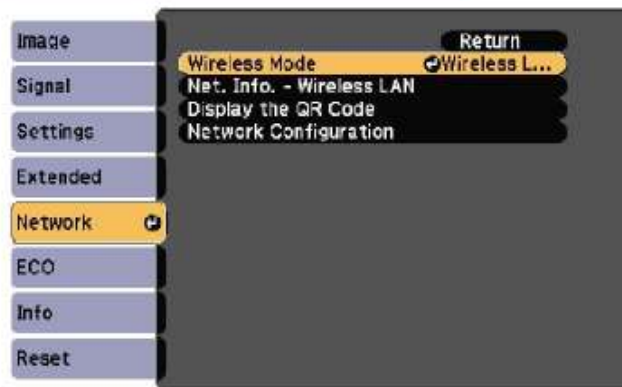 Image
Signal
Settings
Extended
Network
ECO
Info
Reset
Return
Wireless Mode Wireless L...
Net. Info. - Wireless LAN
Display the QR Code
Network Configuration